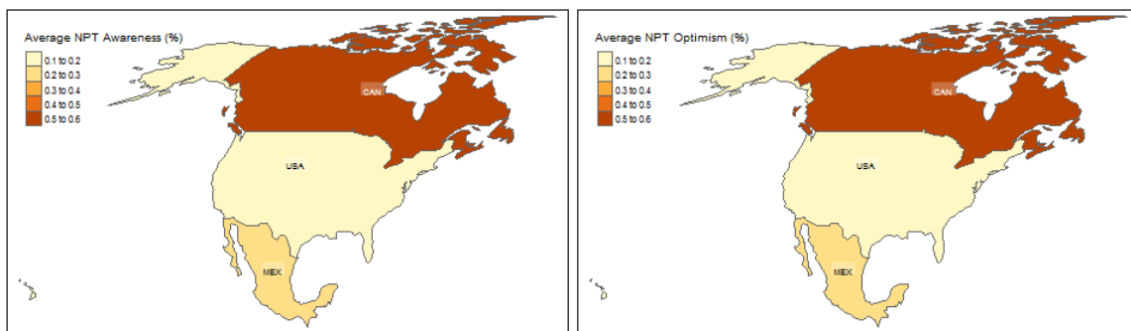 Average NPT Awareness (%)
0.1 to 0.2
0.2 to 0.3
0.3 to 0.4
0.4 to 0.5
0.5 to 0.6
CAN
USA
MEX
Average NPT Optimism (%)
0.1 to 0.2
0.2 to 0.3
0.3 to 0.4
0.4 to 0.5
0.5 to 0.6
CAN
USA
MEX